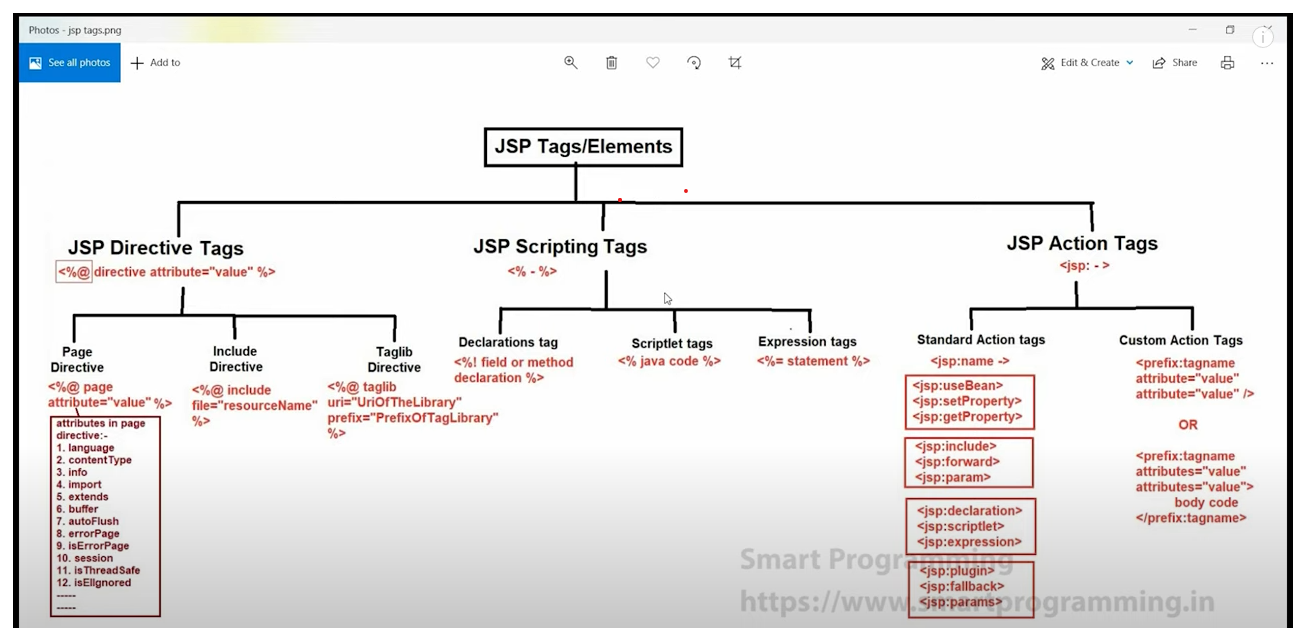 Photos - jsp tags.png
See all photos
Add to
Edit & Create
Share
JSP Tags/Elements
JSP Directive Tags
<%@ directive attribute="value" %>
Page
Directive
<%@ page
attribute="value" %>
attributes in page
directive:-
1. language
2. contentType
3. info
4. import
5. extends
6. buffer
7. autoFlush
8. errorPage
9. isErrorPage
10. session
11. isThreadSafe
12. isElIgnored
-----
-----
Include
Directive
<%@ include
file="resourceName"
%>
Taglib
Directive
<%@ taglib
uri="UriOfTheLibrary"
prefix="PrefixOfTagLibrary"
%>
JSP Scripting Tags
<% - %>
Declarations tag
<%! field or method
declaration %>
Scriptlet tags
<% java code %>
Expression tags
<%= statement %>
JSP Action Tags
<jsp: - >
Standard Action tags
<jsp:name ->
<jsp:useBean>
<jsp:setProperty>
<jsp:getProperty>
<jsp:include>
<jsp:forward>
<jsp:param>
<jsp:declaration>
<jsp:scriptlet>
<jsp:expression>
<jsp:plugin>
<jsp:fallback>
<jsp:params>
Custom Action Tags
<prefix:tagname
attribute="value"
attribute="value" />
OR
<prefix:tagname
attributes="value"
attributes="value">
body code
</prefix:tagname>
Smart Programming
https://www.smartprogramming.in